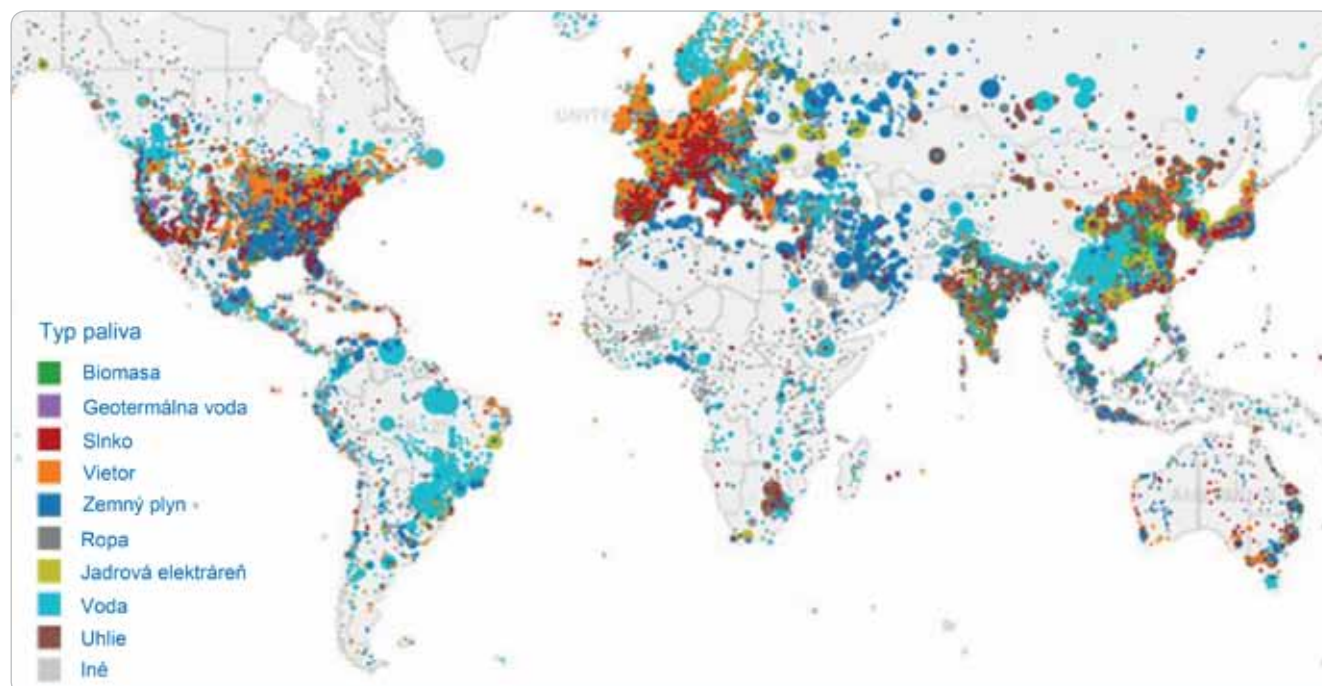 Typ paliva
Biomasa
Geotermálna voda
Slnko
Vietor
Zemný plyn
Ropa
Jadrová elektráreň
Voda
Uhlie
Iné